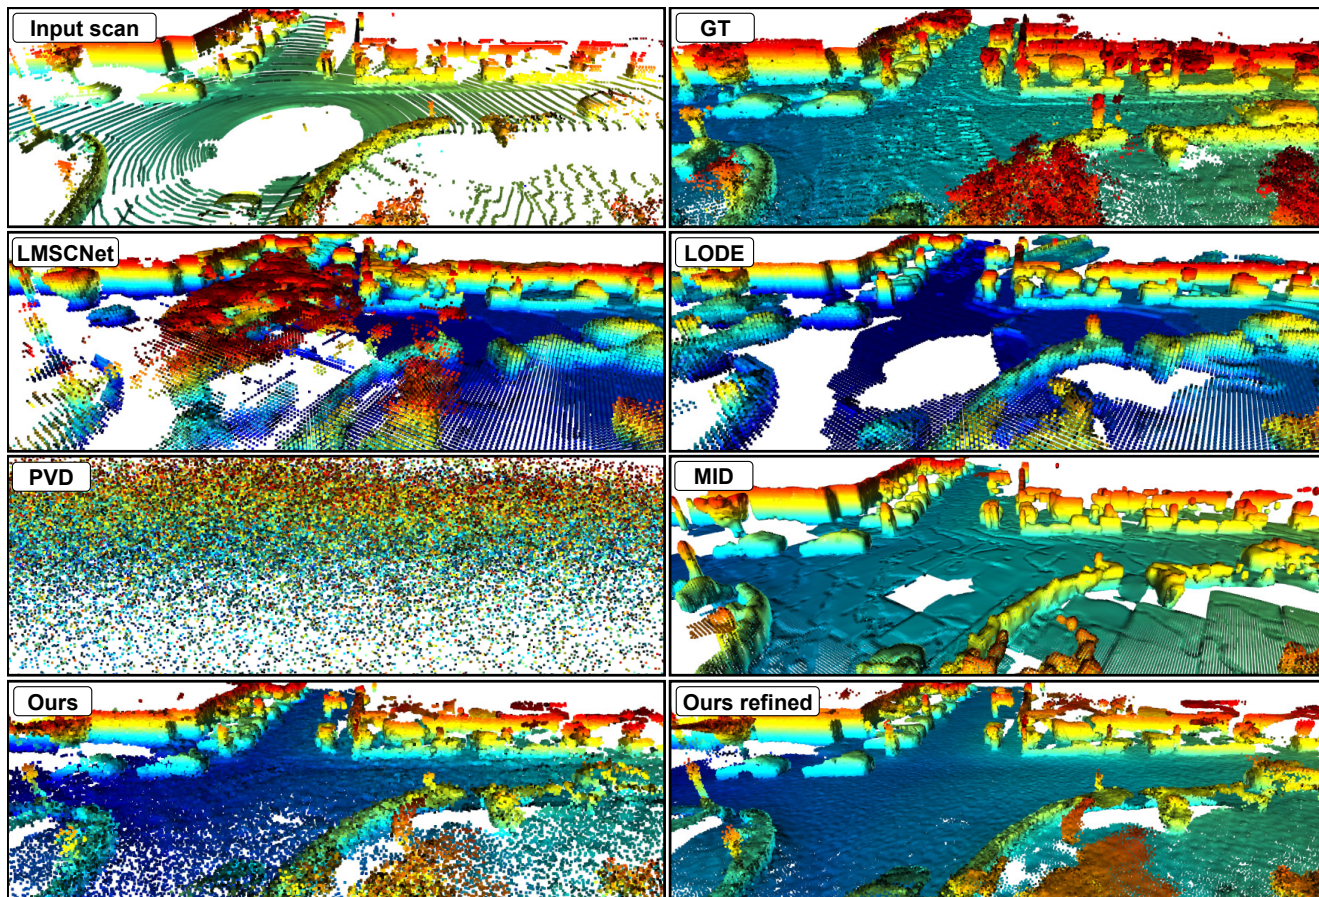 Input scan
GT
LMSCNet
LODE
PVD
MID
Ours
Ours refined